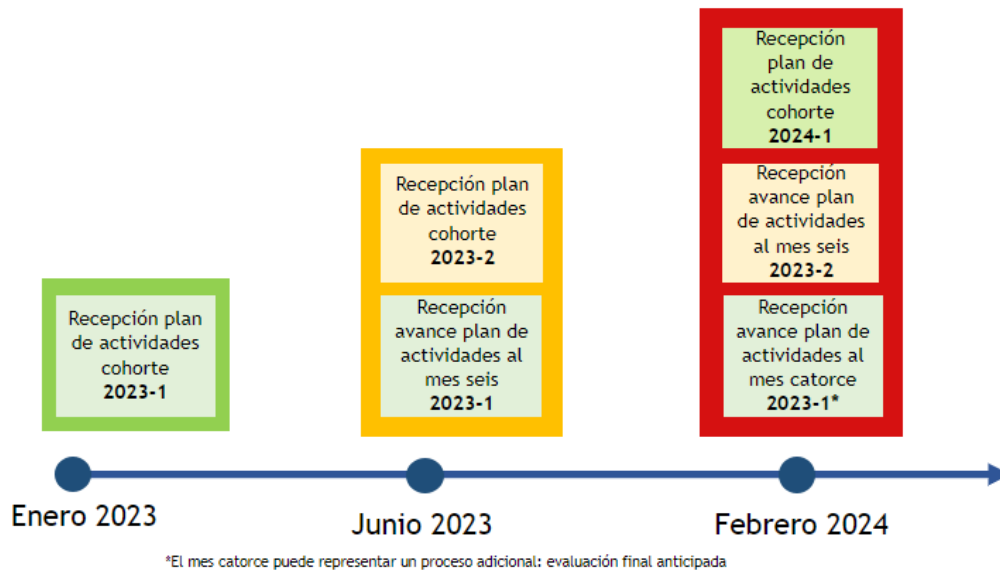 Recepción plan
de actividades
cohorte
2023-1
Recepción plan
de actividades
cohorte
2023-2
Recepción
avance plan de
actividades al
mes seis
2023-1
Recepción
plan de
actividades
cohorte
2024-1
Recepción
avance plan
de actividades
al mes seis
2023-2
Recepción
avance plan de
actividades al
mes catorce
2023-1*
Enero 2023
Junio 2023
Febrero 2024
*El mes catorce puede representar un proceso adicional: evaluación final anticipada